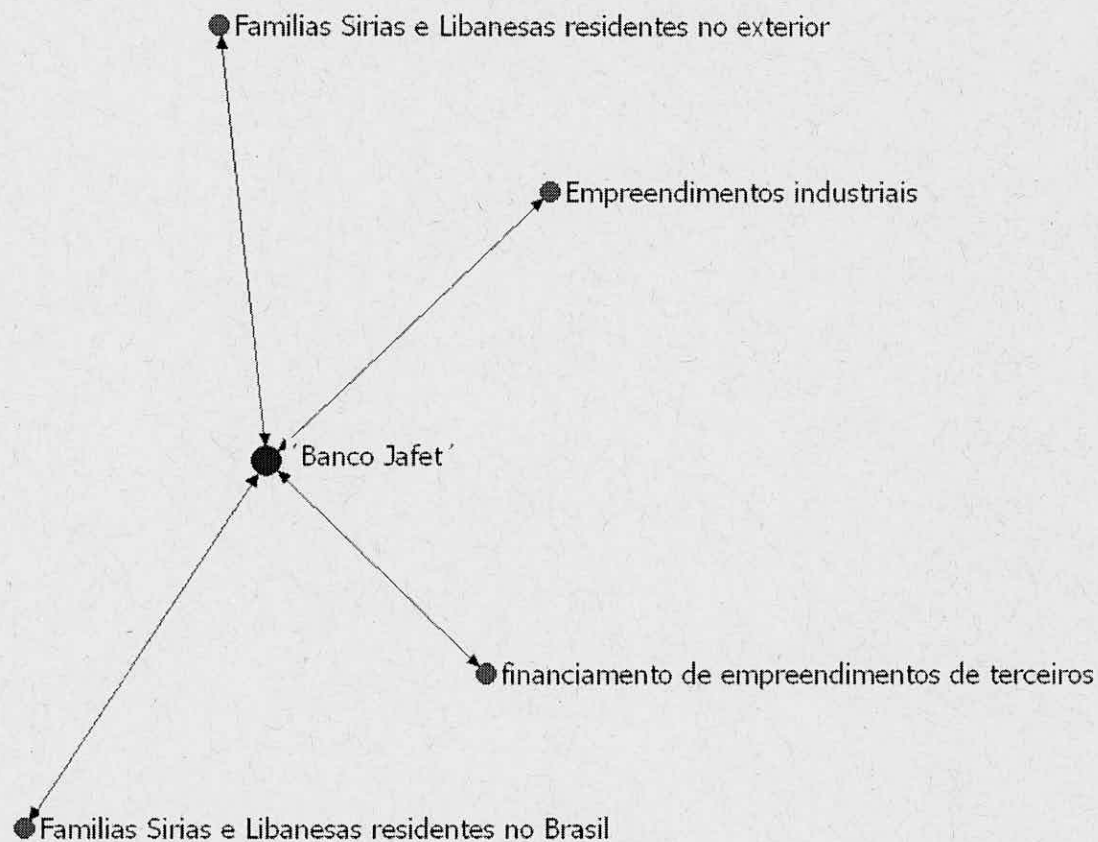 Familias Sirias e Libanesas residentes no exterior
Empreendimentos industriais
´Banco Jafet´
financiamento de empreendimentos de terceiros
Familias Sirias e Libanesas residentes no Brasil